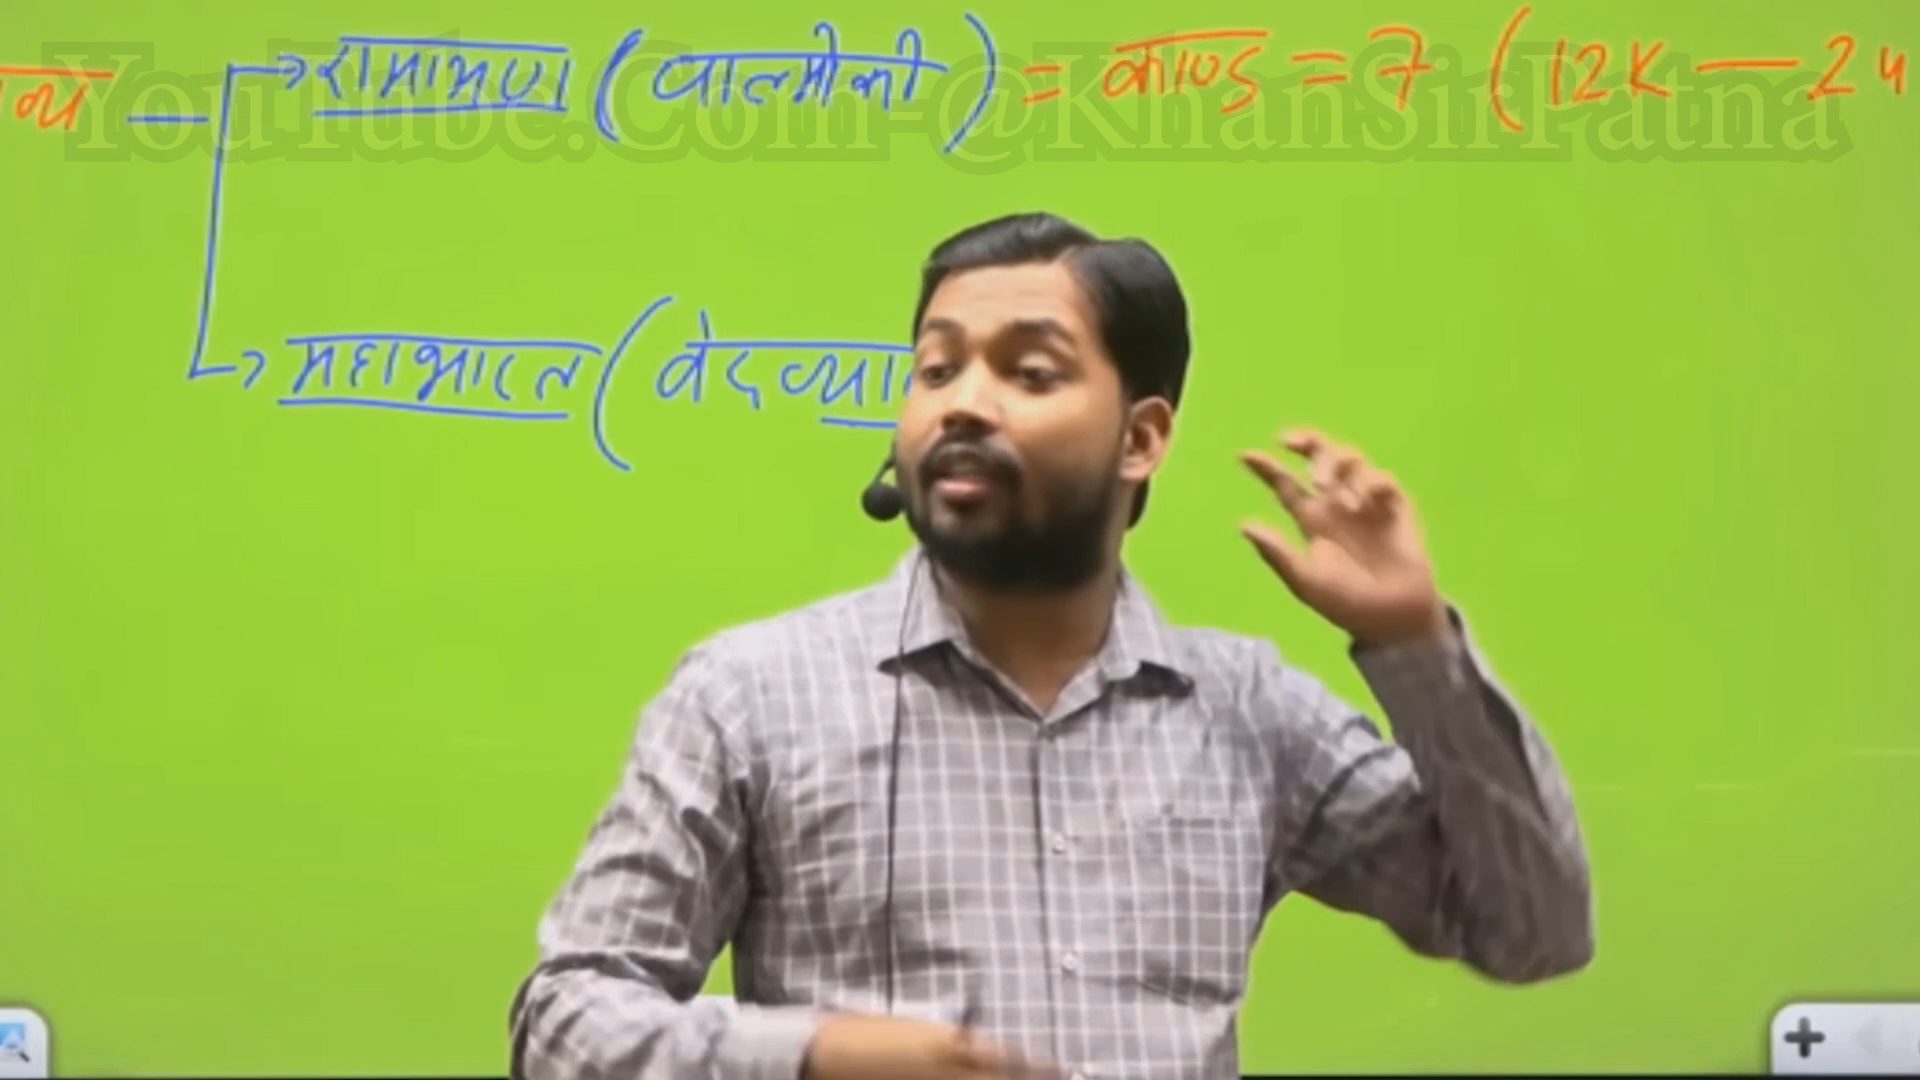 YouTube.Com-@KhanSirPatna
रामायण (वाल्मीकी) = काण्ड = 7 (12K — 24
महाभारत (वेदव्या